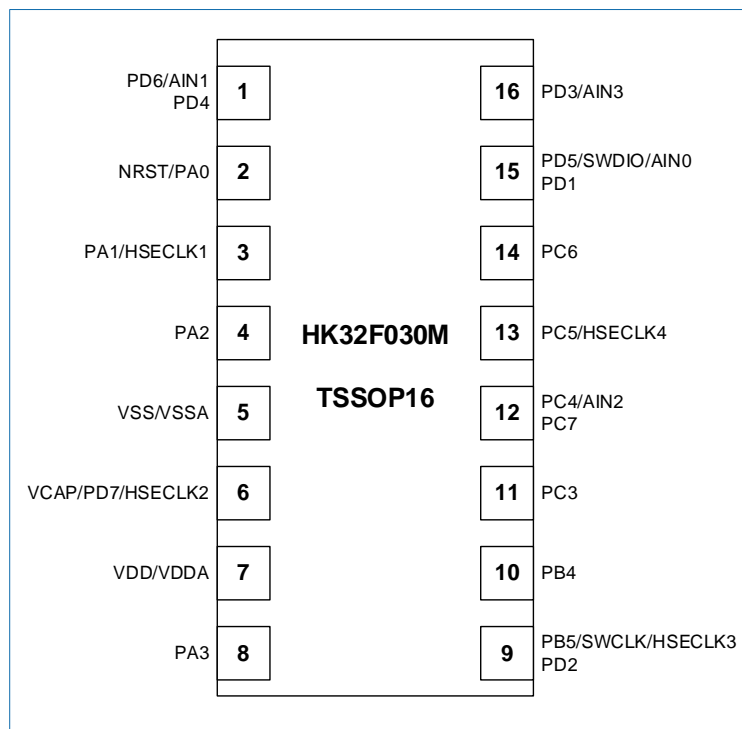 PD6/AIN1
PD4
1
NRST/PA0
2
PA1/HSECLK1
3
PA2
4
VSS/VSSA
5
VCAP/PD7/HSECLK2
6
VDD/VDDA
7
PA3
8
HK32F030M
TSSOP16
16
PD3/AIN3
15
PD5/SWDIO/AIN0
PD1
14
PC6
13
PC5/HSECLK4
12
PC4/AIN2
PC7
11
PC3
10
PB4
9
PB5/SWCLK/HSECLK3
PD2